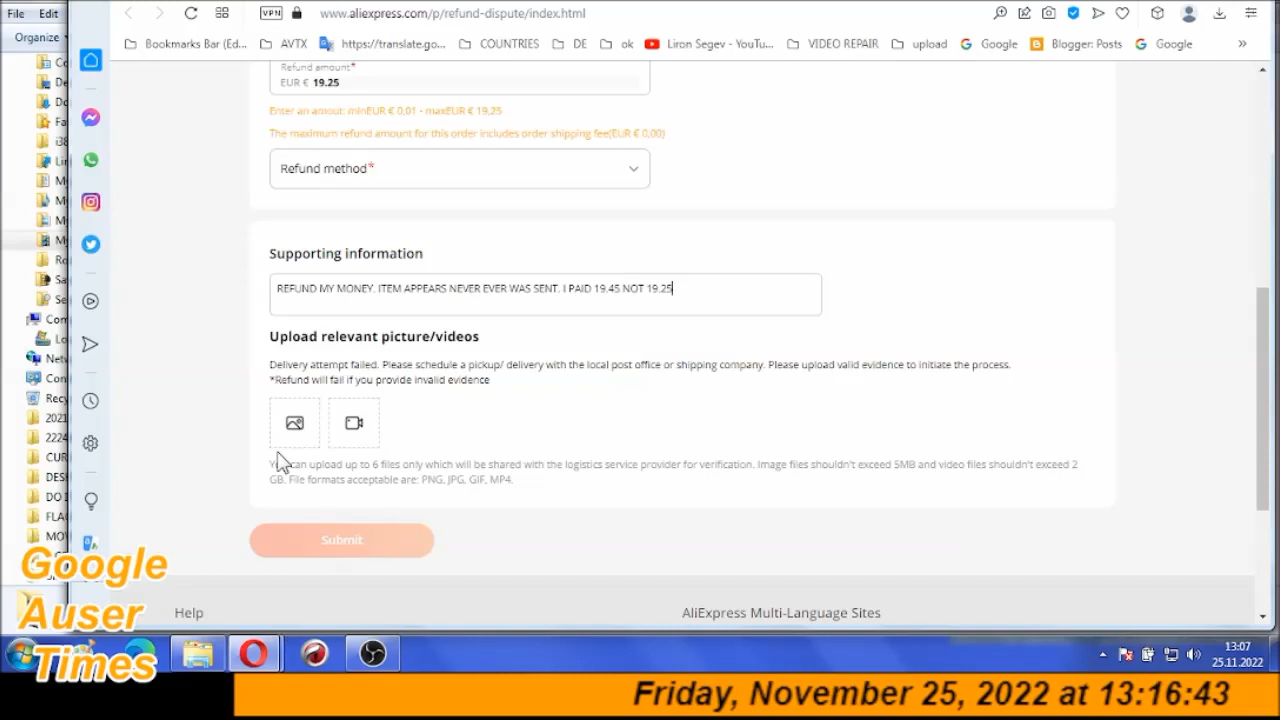 File Edit
Organize
VPN
www.aliexpress.com/p/refund-dispute/index.html
Bookmarks Bar (Ed...
AVTX
https://translate.go...
COUNTRIES
DE
ok
Liron Segev - YouTu...
VIDEO REPAIR
upload
Google
Blogger: Posts
Google
»
Refund amount*
EUR € 19.25
Enter an amout: minEUR € 0,01 - maxEUR € 19,25
The maximum refund amount for this order includes order shipping fee(EUR € 0,00)
Refund method*
Supporting information
REFUND MY MONEY. ITEM APPEARS NEVER EVER WAS SENT. I PAID 19.45 NOT 19.25
Upload relevant picture/videos
Delivery attempt failed. Please schedule a pickup/ delivery with the local post office or shipping company. Please upload valid evidence to initiate the process.
*Refund will fail if you provide invalid evidence
can upload up to 6 files only which will be shared with the logistics service provider for verification. Image files shouldn't exceed 5MB and video files shouldn't exceed 2
GB. File formats acceptable are: PNG, JPG, GIF, MP4.
Submit
Help
AliExpress Multi-Language Sites
2021
2224
CUR
DES
DO
FLA
MO
Google
Auser
Times
13:07
25.11.2022
Friday, November 25, 2022 at 13:16:43